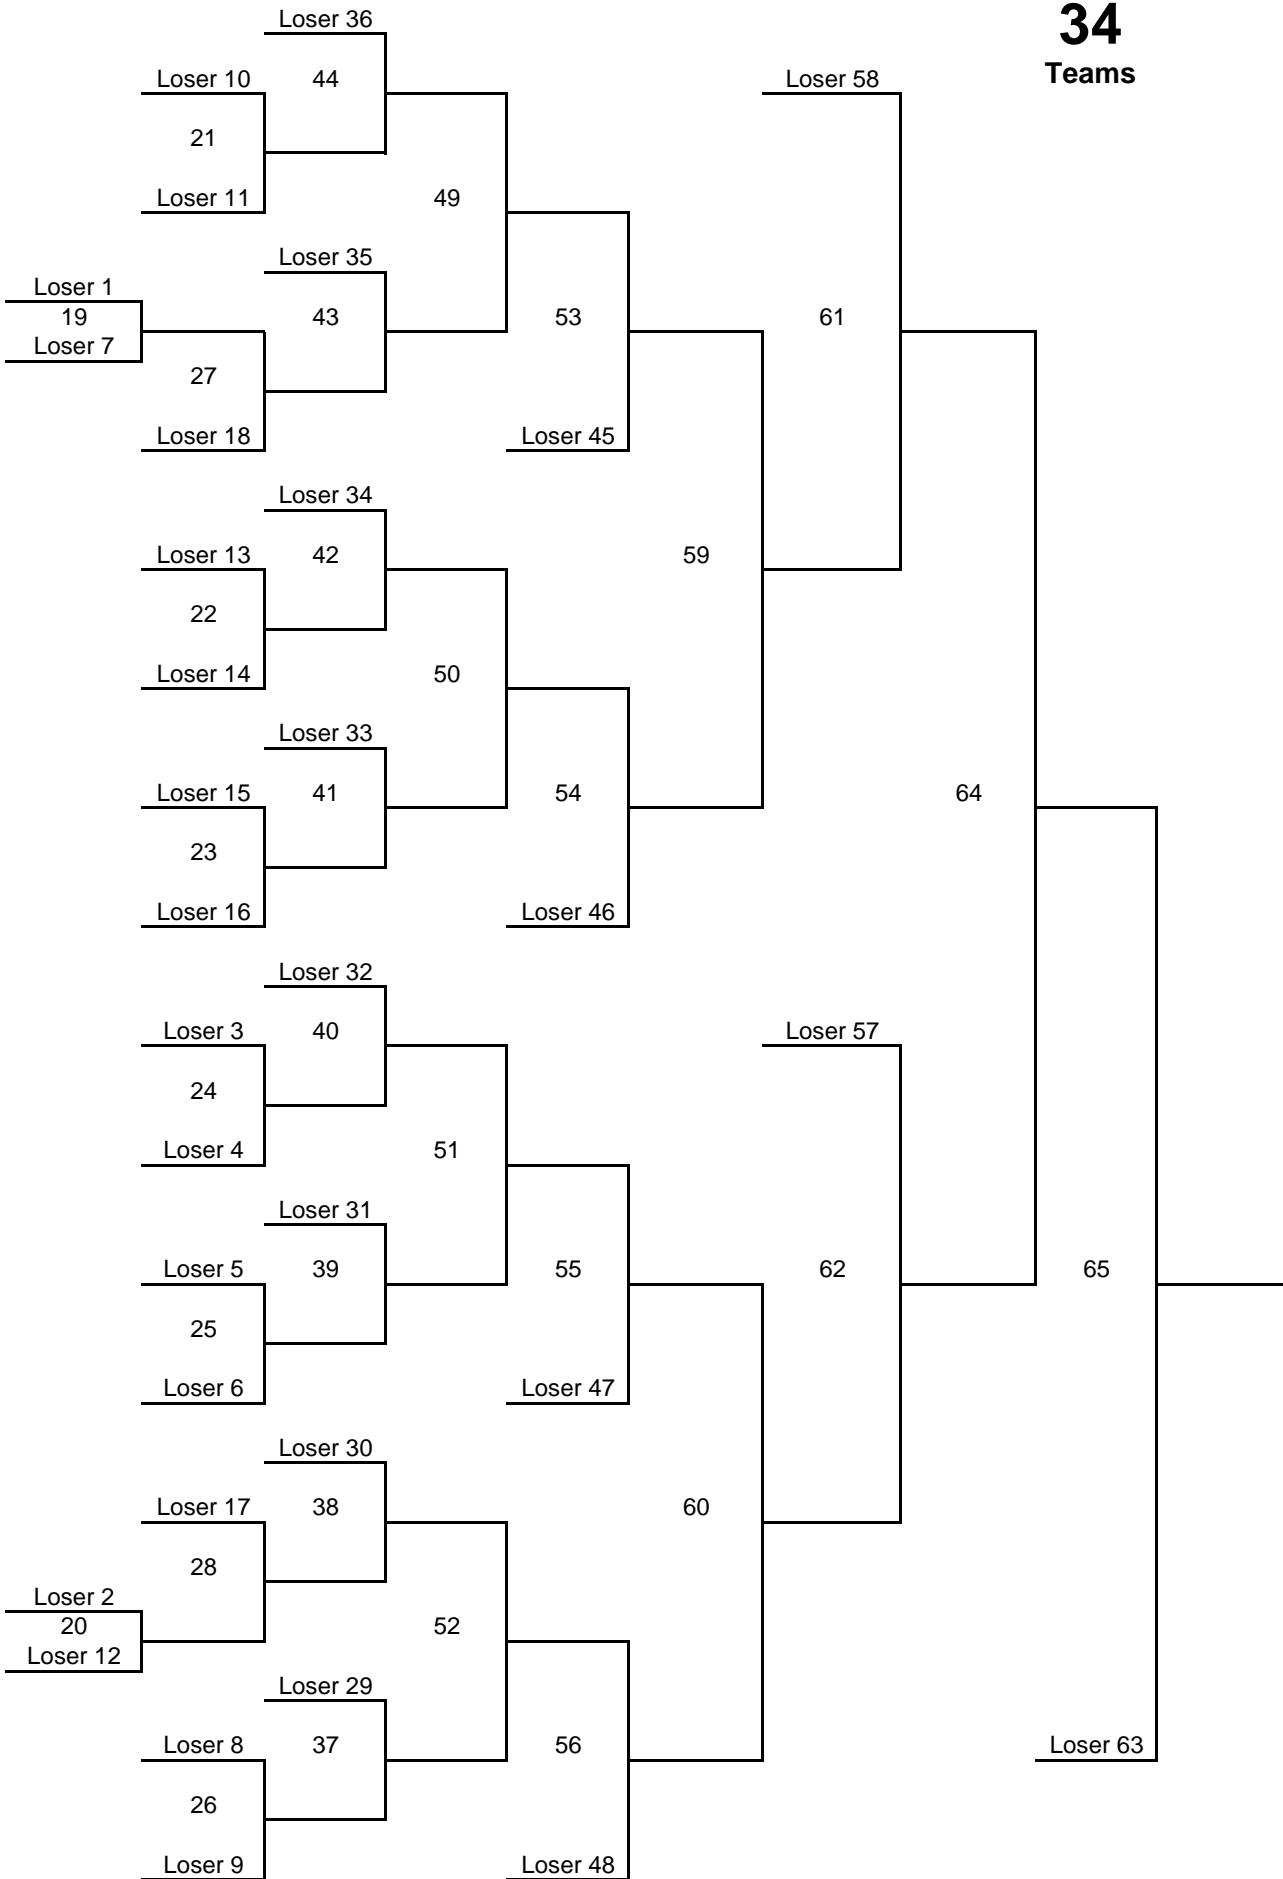 Loser 36
34
Teams
Loser 10
44
Loser 58
21
Loser 11
49
Loser 35
Loser 1
19
43
53
61
Loser 7
27
Loser 18
Loser 45
Loser 34
Loser 13
42
59
22
Loser 14
50
Loser 33
Loser 15
41
54
64
23
Loser 16
Loser 46
Loser 32
Loser 3
40
Loser 57
24
Loser 4
51
Loser 31
Loser 5
39
55
62
65
25
Loser 6
Loser 47
Loser 30
Loser 17
38
60
28
Loser 2
20
52
Loser 12
Loser 29
Loser 8
37
56
Loser 63
26
Loser 9
Loser 48